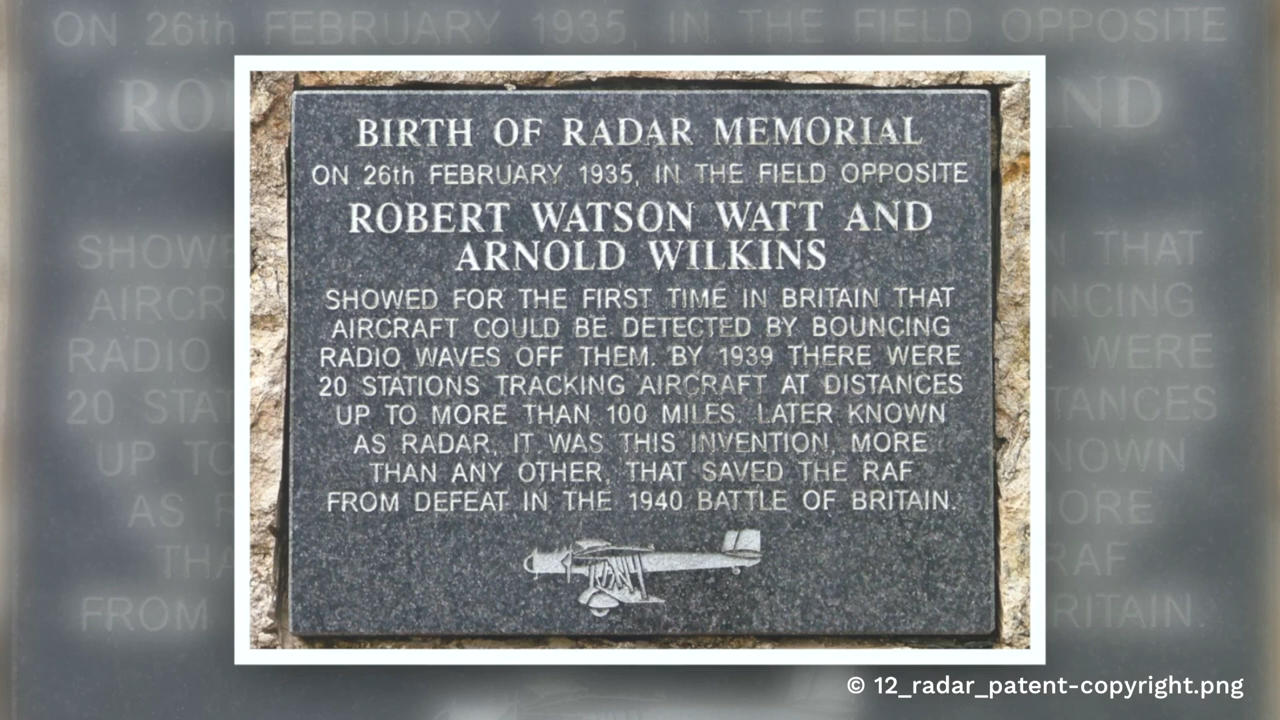 BIRTH OF RADAR MEMORIAL
ON 26th FEBRUARY 1935, IN THE FIELD OPPOSITE
ROBERT WATSON WATT AND
ARNOLD WILKINS
SHOWED FOR THE FIRST TIME IN BRITAIN THAT
AIRCRAFT COULD BE DETECTED BY BOUNCING
RADIO WAVES OFF THEM. BY 1939 THERE WERE
20 STATIONS TRACKING AIRCRAFT AT DISTANCES
UP TO MORE THAN 100 MILES. LATER KNOWN
AS RADAR, IT WAS THIS INVENTION, MORE
THAN ANY OTHER, THAT SAVED THE RAF
FROM DEFEAT IN THE 1940 BATTLE OF BRITAIN.
© 12_radar_patent-copyright.png